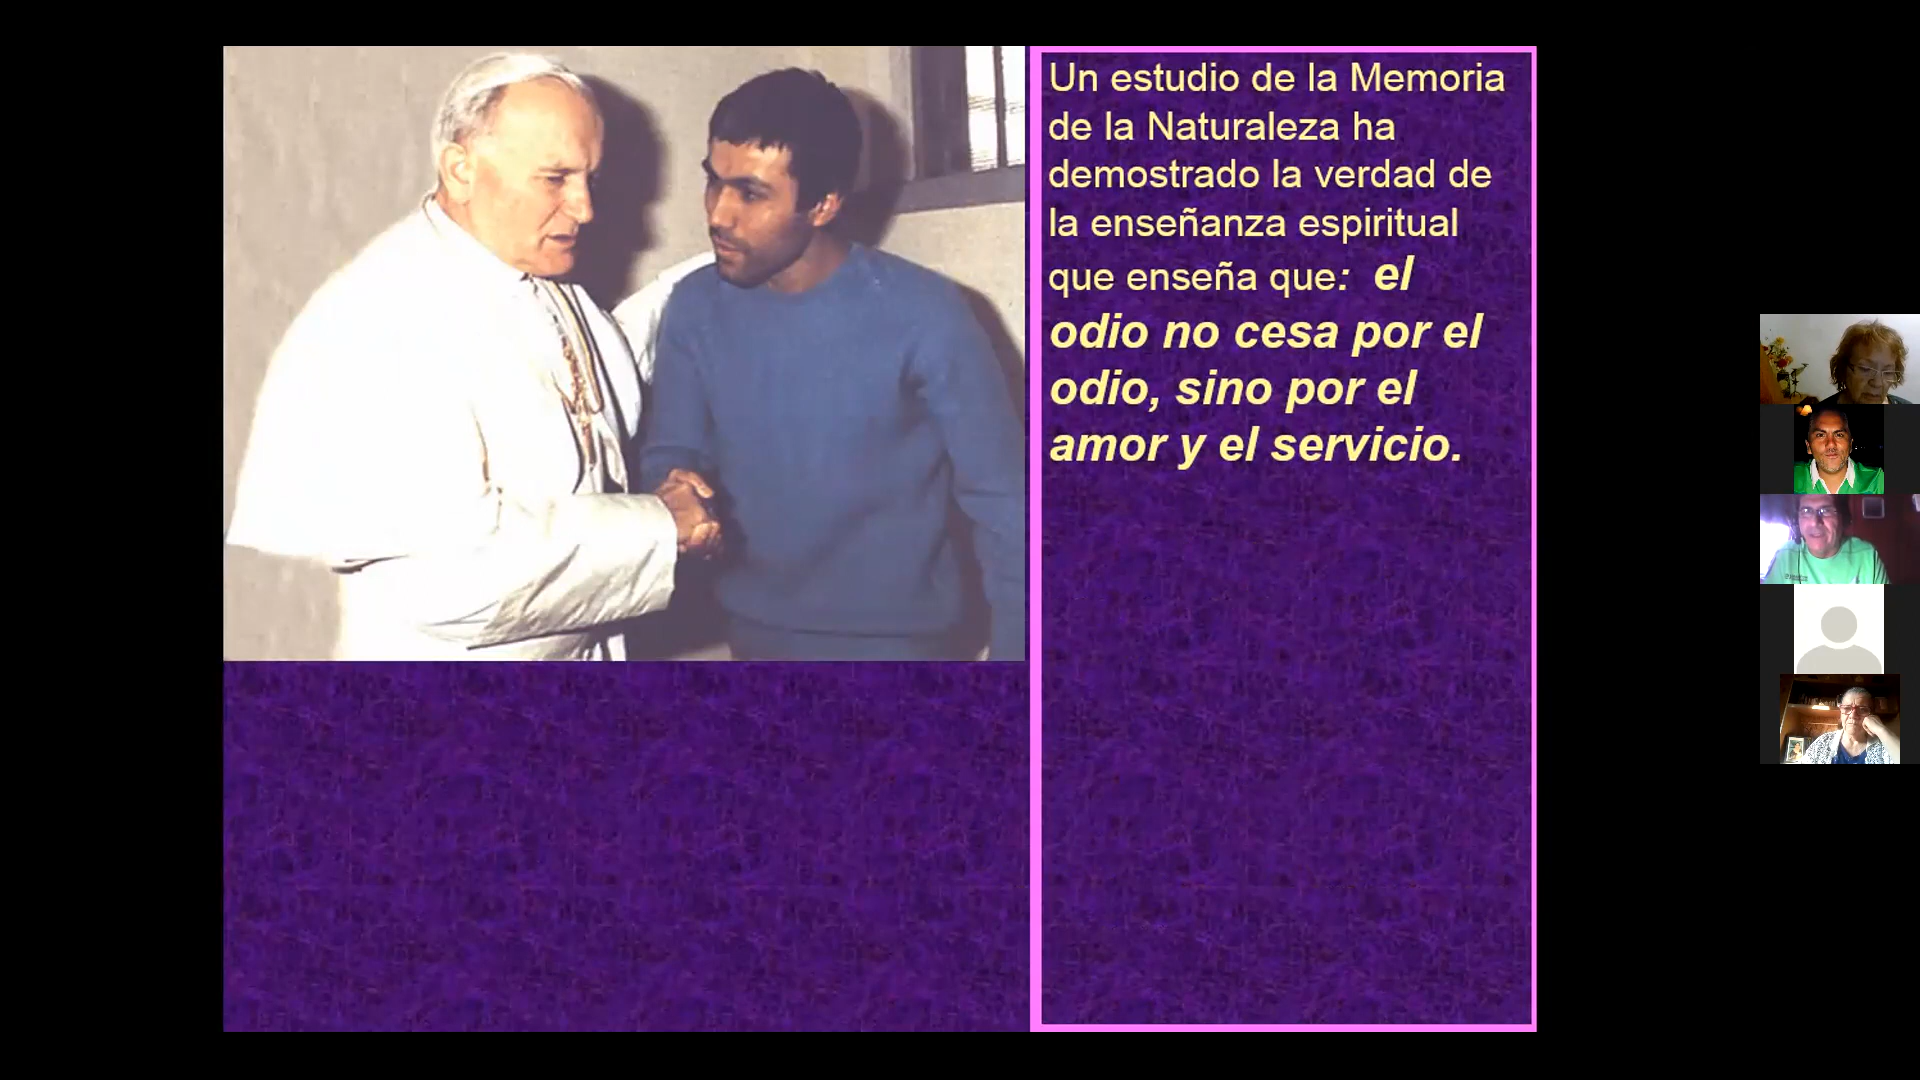 Un estudio de la Memoria
de la Naturaleza ha
demostrado la verdad de
la enseñanza espiritual
que enseña que: el
odio no cesa por el
odio, sino por el
amor y el servicio.